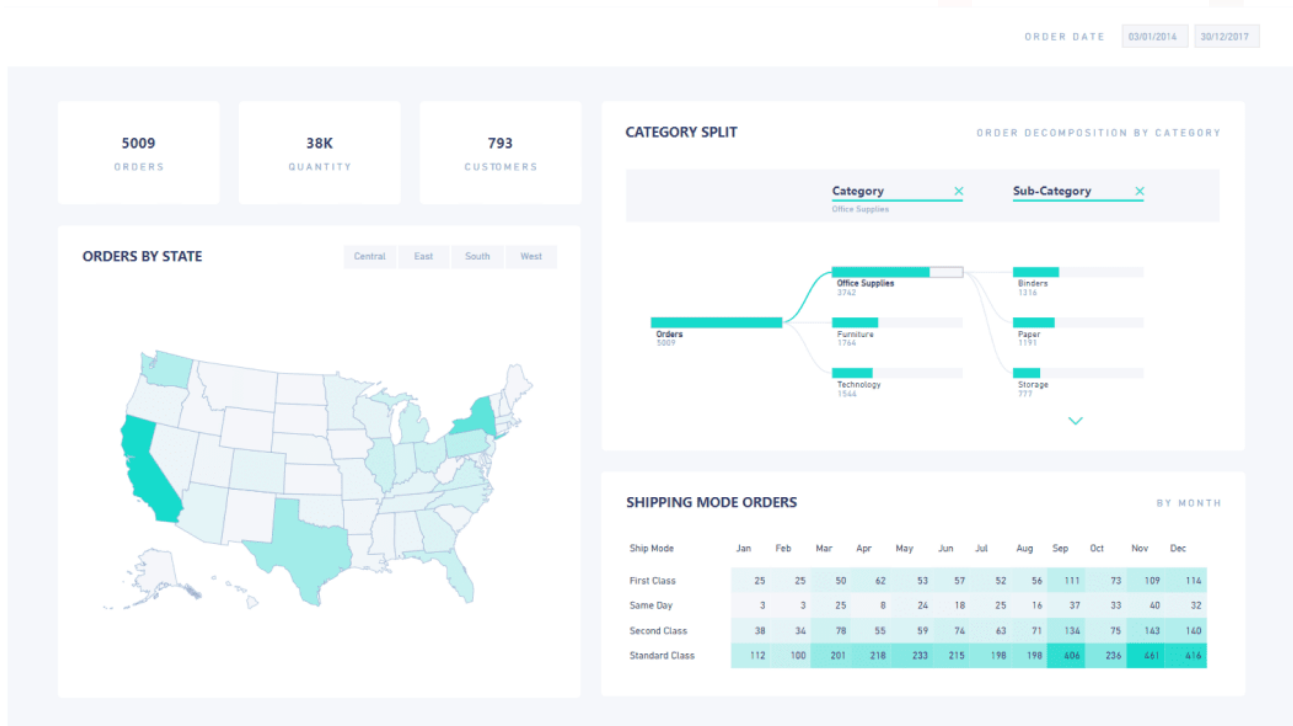 ORDER DATE 03/01/2014 30/12/2017
5009
ORDERS
38K
QUANTITY
793
CUSTOMERS
ORDERS BY STATE
Central East South West
CATEGORY SPLIT
ORDER DECOMPOSITION BY CATEGORY
Category
Office Supplies
Sub-Category
Orders
5009
Office Supplies
3742
Furniture
1764
Technology
1544
Binders
1316
Paper
1191
Storage
777
SHIPPING MODE ORDERS
BY MONTH
Ship Mode Jan Feb Mar Apr May Jun Jul Aug Sep Oct Nov Dec
First Class 25 25 50 62 53 57 52 56 111 73 109 114
Same Day 3 3 25 8 24 18 25 16 37 33 40 32
Second Class 38 34 78 55 59 74 63 71 134 75 143 140
Standard Class 112 100 201 218 233 215 198 198 406 236 461 416